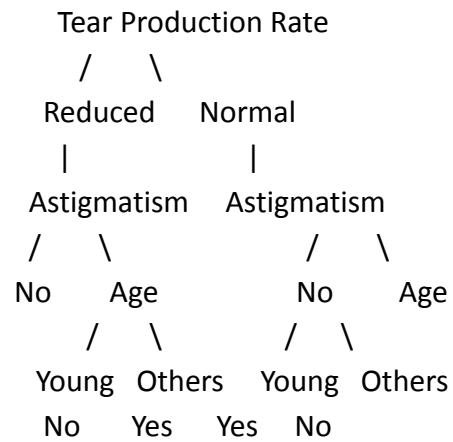 Tear Production Rate
/ \
Reduced Normal
| |
Astigmatism Astigmatism
/ \ / \
No Age No Age
/ \ / \
Young Others Young Others
No Yes Yes No